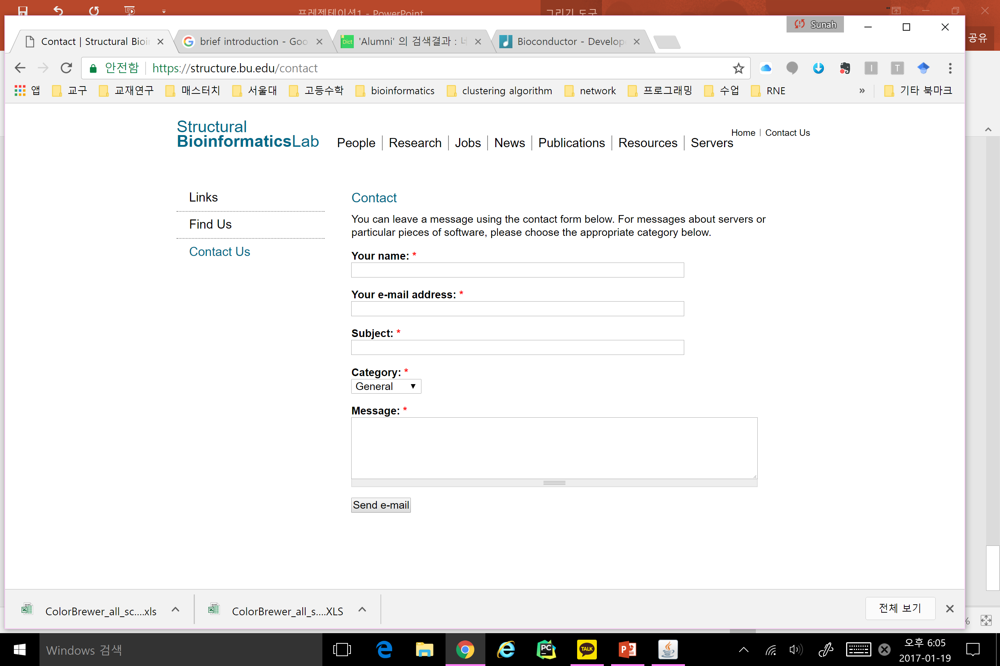 프레젠테이션1 - PowerPoint
그리기 도구
공유
Sunah
Contact | Structural Bioin
brief introduction - Goo
Dict
'Alumni' 의 검색결과 : 네
Bioconductor - Develop
안전함
https://structure.bu.edu/contact
앱
교구
교재연구
매스터치
서울대
고등수학
bioinformatics
clustering algorithm
network
프로그래밍
수업
RNE
»
기타 북마크
Structural
BioinformaticsLab
People | Research | Jobs | News | Publications | Resources | Servers
Home | Contact Us
Links
Find Us
Contact Us
Contact
You can leave a message using the contact form below. For messages about servers or
particular pieces of software, please choose the appropriate category below.
Your name: *
Your e-mail address: *
Subject: *
Category: *
General
Message: *
Send e-mail
ColorBrewer_all_sc....xls
ColorBrewer_all_s....XLS
전체 보기
%
Windows 검색
PC
TALK
오후 6:05
2017-01-19